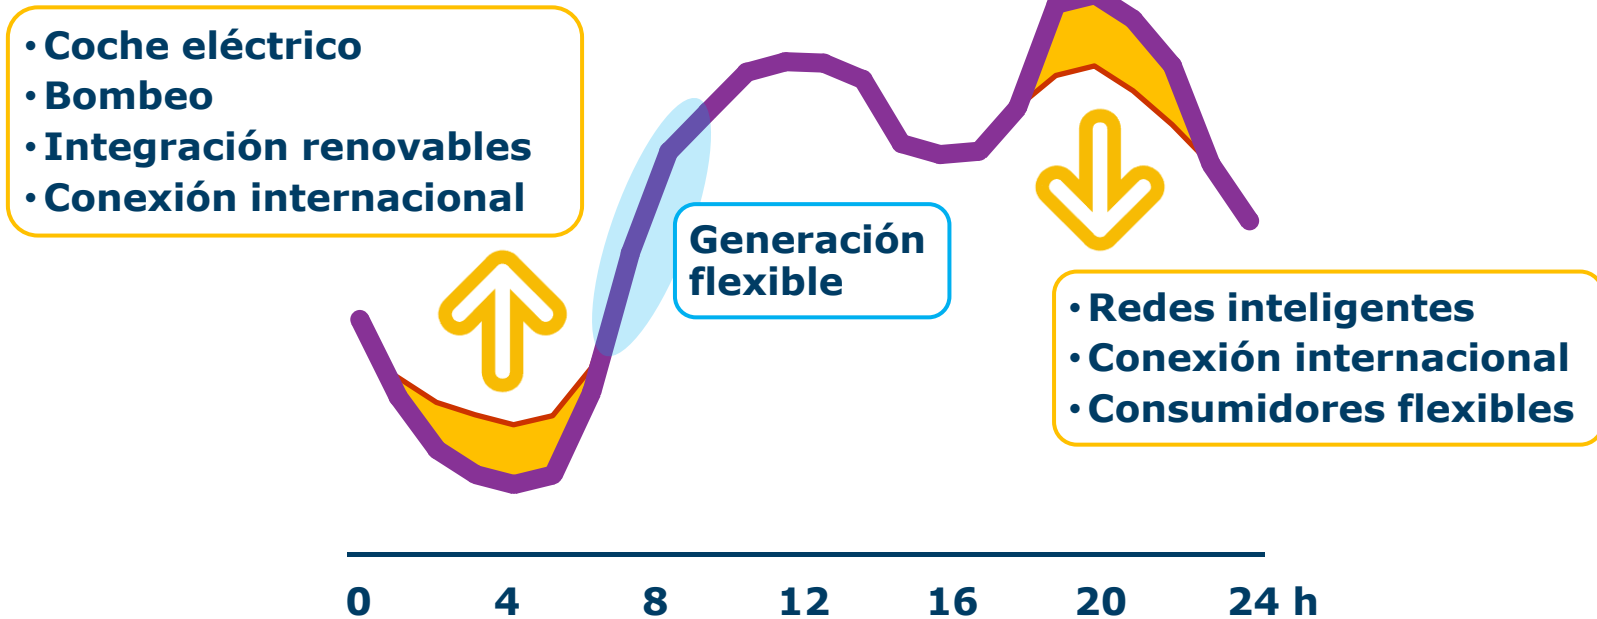 • Coche eléctrico
• Bombeo
• Integración renovables
• Conexión internacional
Generación
flexible
• Redes inteligentes
• Conexión internacional
• Consumidores flexibles
0 4 8 12 16 20 24 h